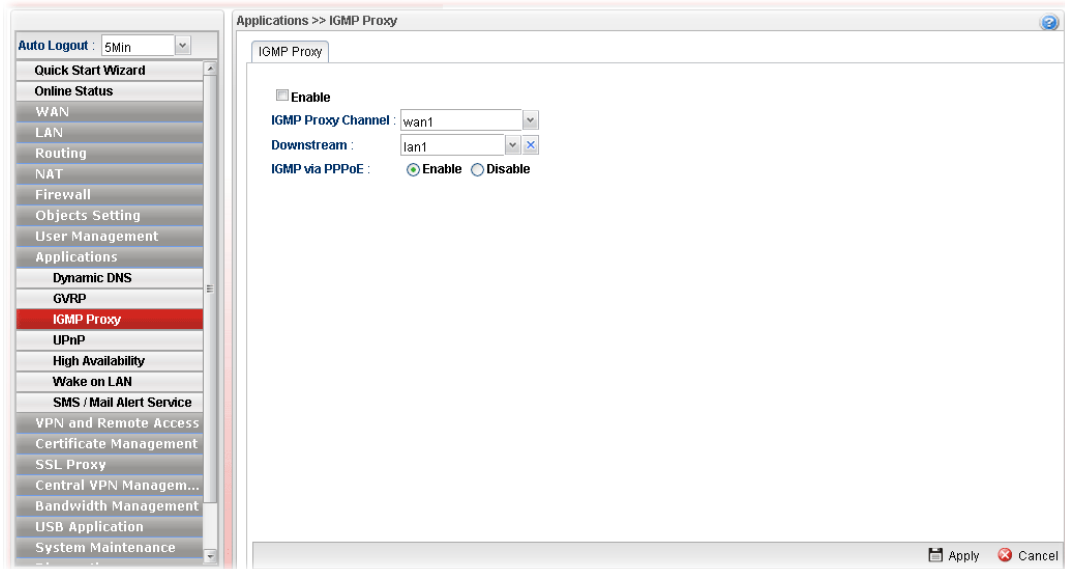 Applications >> IGMP Proxy
Auto Logout : 5Min
Quick Start Wizard
Online Status
WAN
LAN
Routing
NAT
Firewall
Objects Setting
User Management
Applications
Dynamic DNS
GVRP
IGMP Proxy
UPnP
High Availability
Wake on LAN
SMS / Mail Alert Service
VPN and Remote Access
Certificate Management
SSL Proxy
Central VPN Managem...
Bandwidth Management
USB Application
System Maintenance
IGMP Proxy
Enable
IGMP Proxy Channel : wan1
Downstream : lan1
IGMP via PPPoE : Enable Disable
Apply Cancel